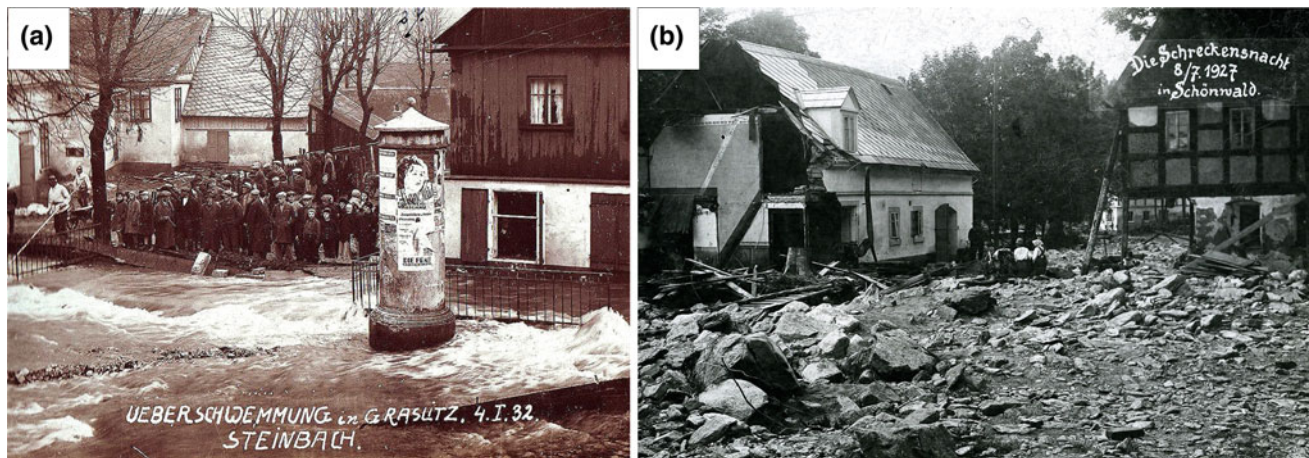 (a)
UEBERSCHWEMMUNG in GRASLITZ. 4.I.32.
STEINBACH.
(b)
Die Schreckensnacht
8/7. 1927
in Schönwald.